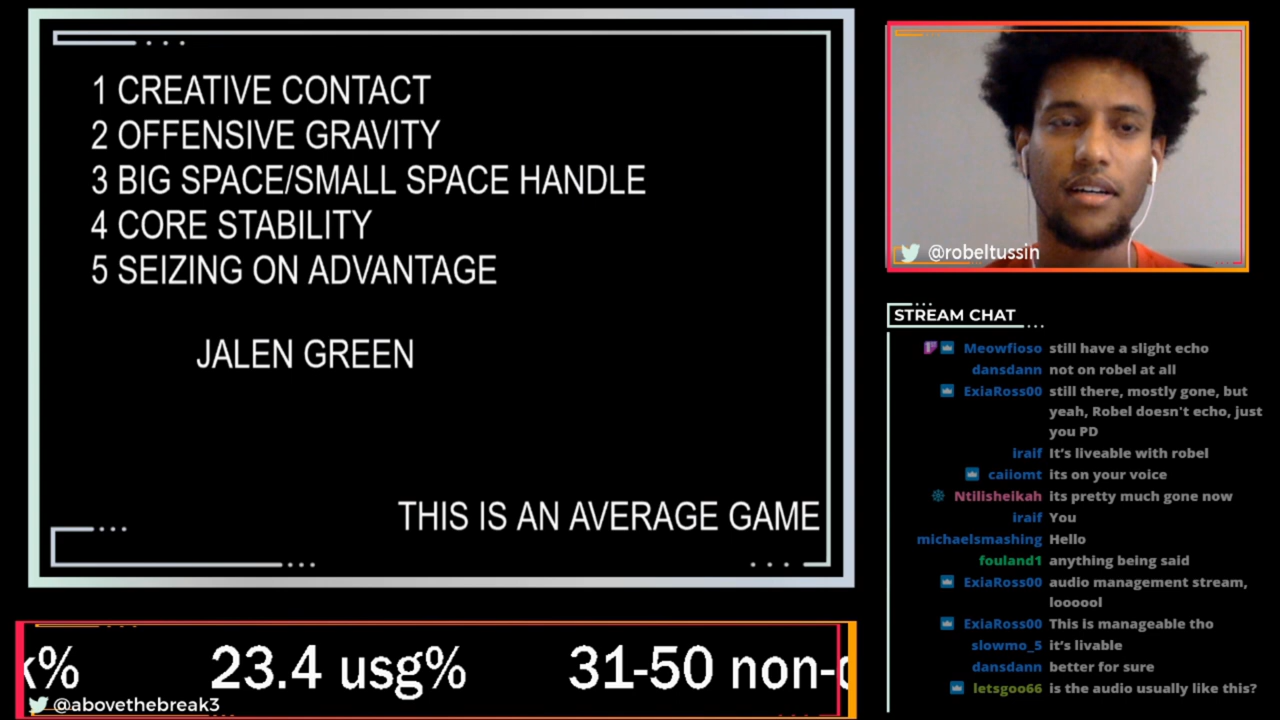 1 CREATIVE CONTACT
2 OFFENSIVE GRAVITY
3 BIG SPACE/SMALL SPACE HANDLE
4 CORE STABILITY
5 SEIZING ON ADVANTAGE
JALEN GREEN
THIS IS AN AVERAGE GAME
23.4 usg% 31-50 non-
@abovethebreak3
@robeltussin
STREAM CHAT
Meowfioso still have a slight echo
dansdann not on robel at all
ExiaRoss00 still there, mostly gone, but
yeah, Robel doesn't echo, just
you PD
iraif It's liveable with robel
caiiomt its on your voice
Ntilisheikah its pretty much gone now
iraif You
michaelsmashing Hello
fouland1 anything being said
ExiaRoss00 audio management stream,
loooool
ExiaRoss00 This is manageable tho
slowmo_5 it's livable
dansdann better for sure
letsgoo66 is the audio usually like this?